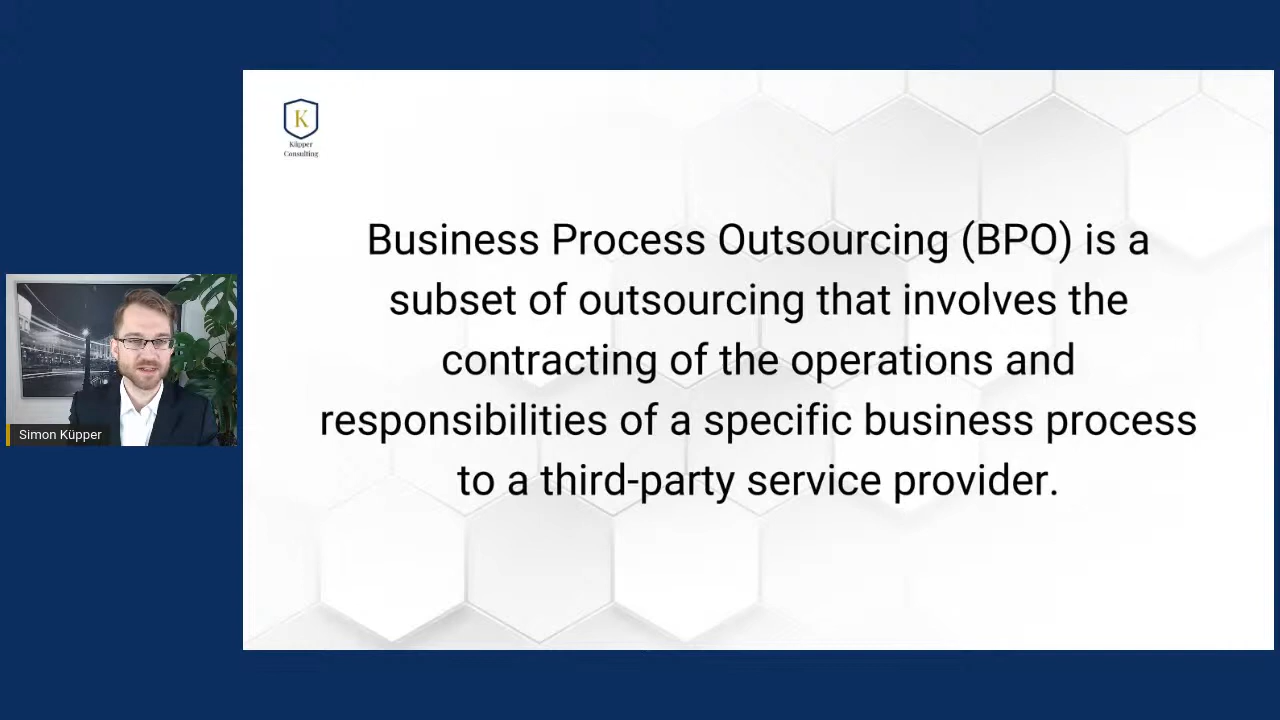 K
Küpper
Consulting
Business Process Outsourcing (BPO) is a
subset of outsourcing that involves the
contracting of the operations and
responsibilities of a specific business process
to a third-party service provider.
Simon Küpper